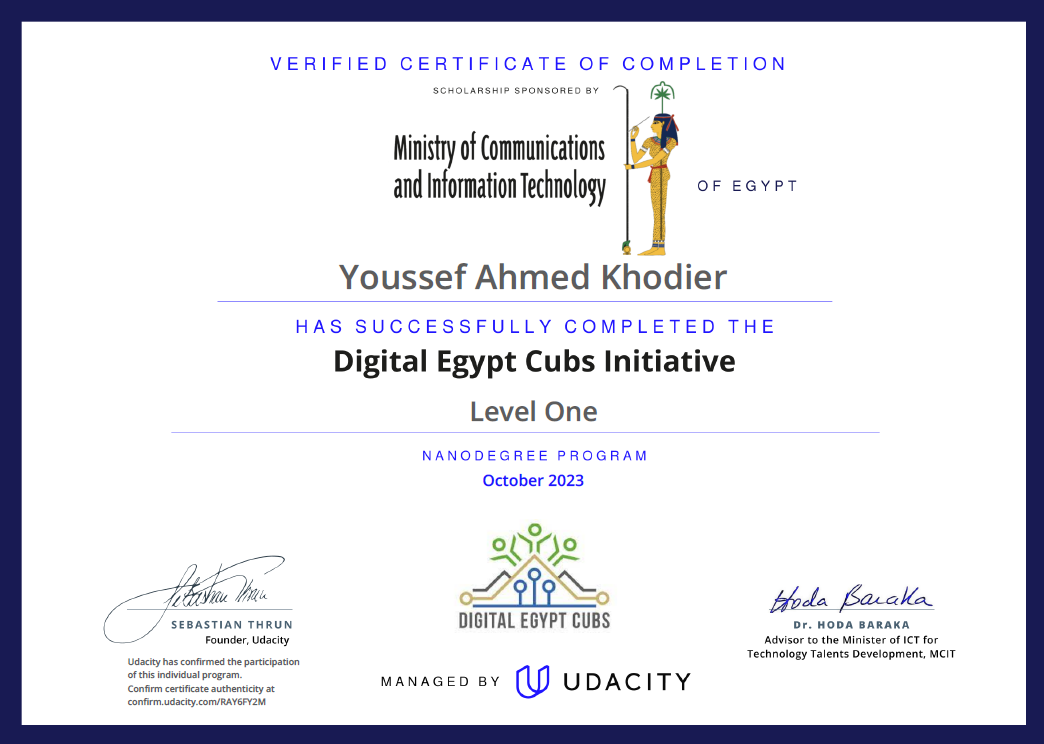 VERIFIED CERTIFICATE OF COMPLETION
SCHOLARSHIP SPONSORED BY
Ministry of Communications
and Information Technology
OF EGYPT
Youssef Ahmed Khodier
HAS SUCCESSFULLY COMPLETED THE
Digital Egypt Cubs Initiative
Level One
NANODEGREE PROGRAM
October 2023
DIGITAL EGYPT CUBS
Sebastian Thrun
SEBASTIAN THRUN
Founder, Udacity
Udacity has confirmed the participation
of this individual program.
Confirm certificate authenticity at
confirm.udacity.com/RAY6FY2M
MANAGED BY UDACITY
Hoda Baraka
Dr. HODA BARAKA
Advisor to the Minister of ICT for
Technology Talents Development, MCIT